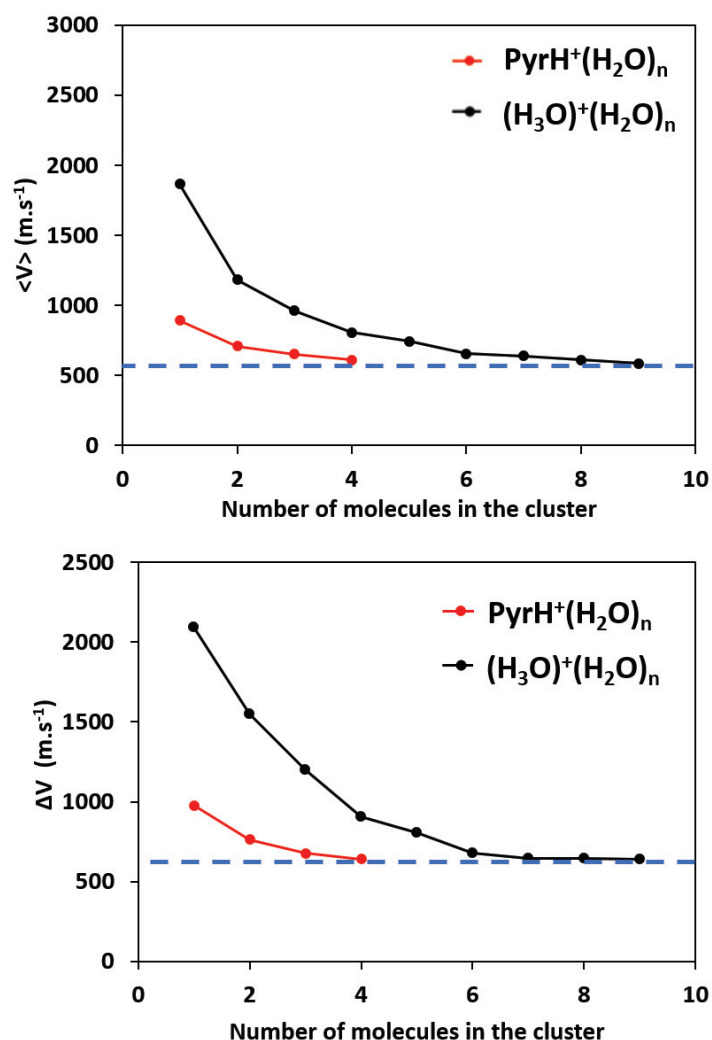 3000
2500
2000
1500
1000
500
0
<V> (m.s⁻¹)
PyrH⁺(H₂O)ₙ
(H₃O)⁺(H₂O)ₙ
0 2 4 6 8 10
Number of molecules in the cluster
2500
2000
1500
1000
500
0
ΔV (m.s⁻¹)
PyrH⁺(H₂O)ₙ
(H₃O)⁺(H₂O)ₙ
0 2 4 6 8 10
Number of molecules in the cluster